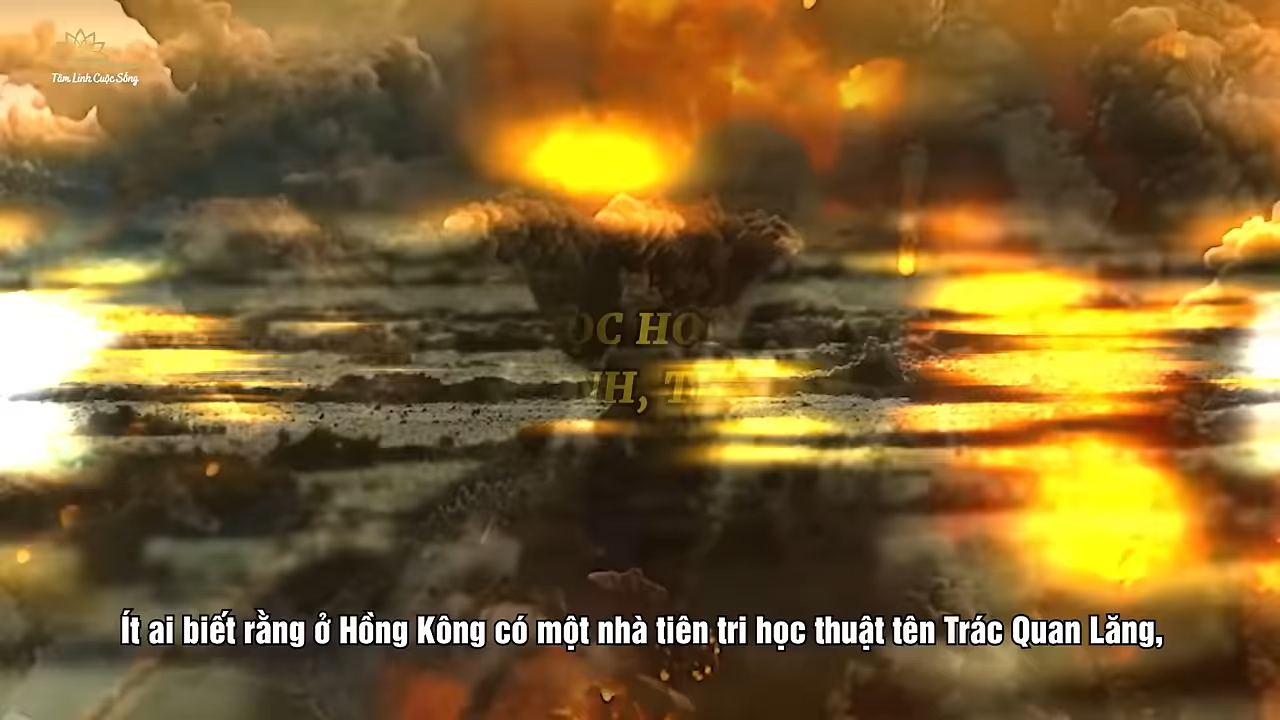 Tâm Linh Cuộc Sống
Ít ai biết rằng ở Hồng Kông có một nhà tiên tri học thuật tên Trác Quan Lăng,